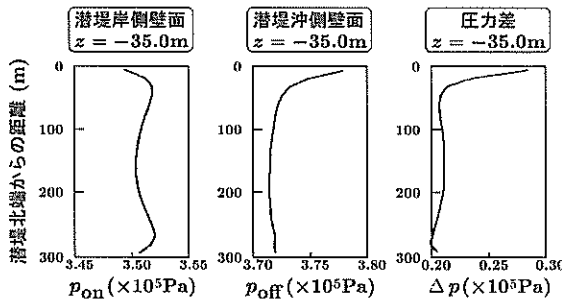 潜堤岸側壁面
z = −35.0m
潜堤沖側壁面
z = −35.0m
圧力差
z = −35.0m
潜堤北端からの距離 (m)
0
100
200
300
3.45
3.50
3.55
p_on (×10⁵Pa)
0
100
200
300
3.70
3.75
3.80
p_off (×10⁵Pa)
0
100
200
300
0.20
0.25
0.30
Δp (×10⁵Pa)